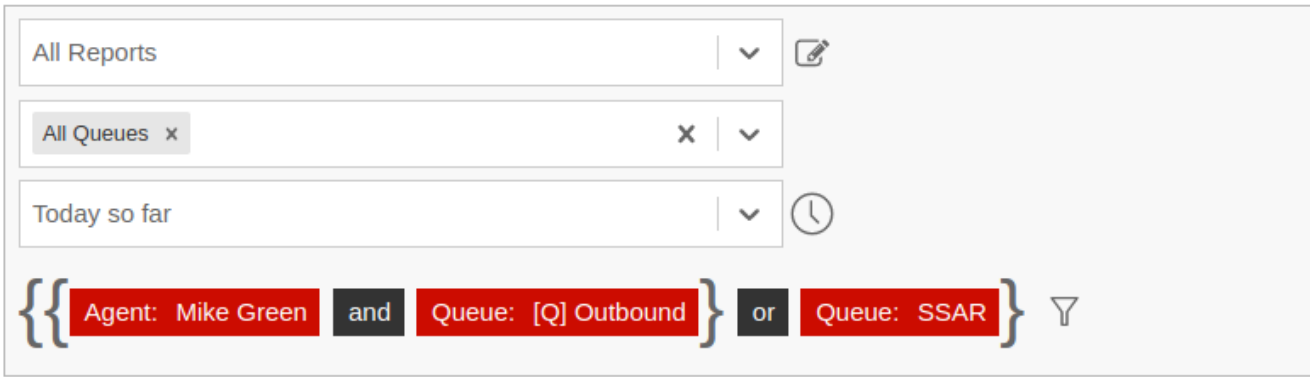 All Reports
All Queues ×
Today so far
{{Agent: Mike Green and Queue: [Q] Outbound} or Queue: SSAR}